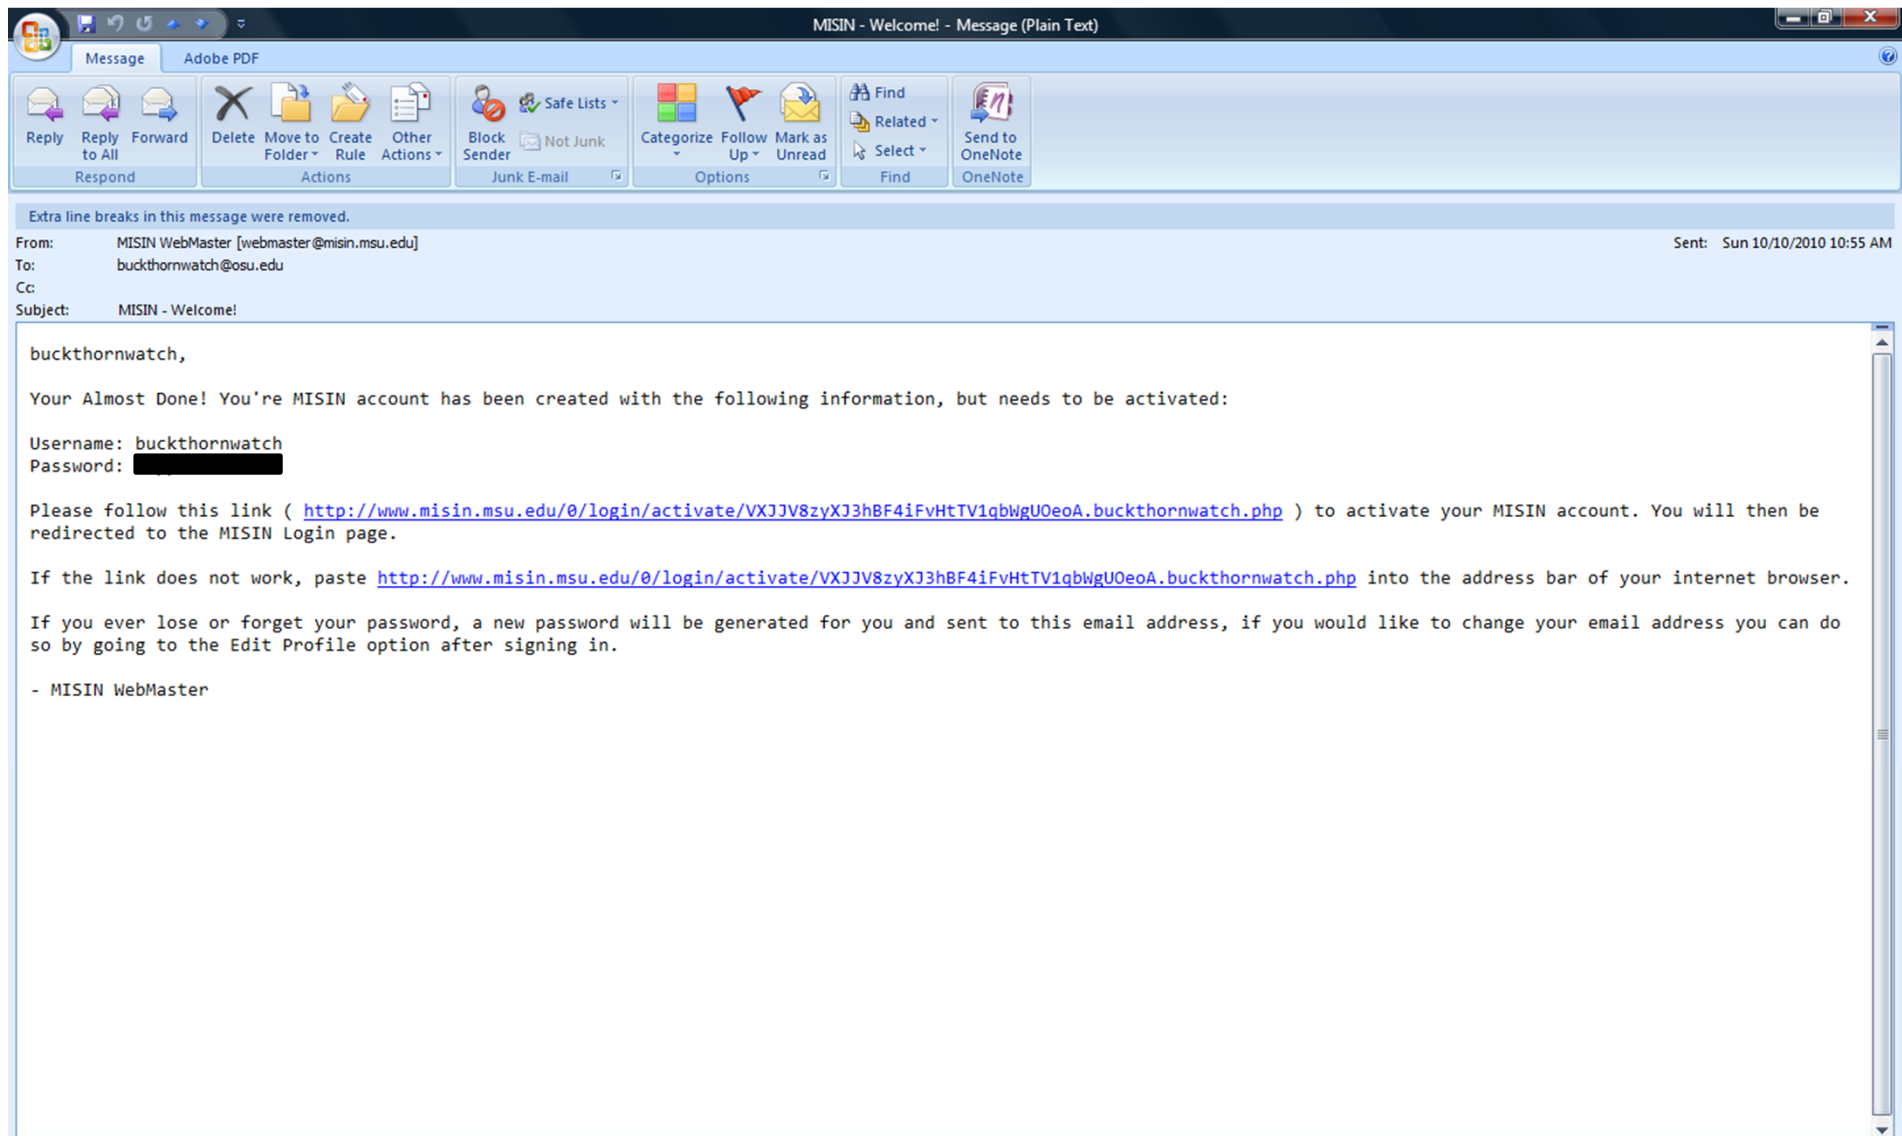 MISIN - Welcome! - Message (Plain Text)
Message Adobe PDF
Reply Reply to All Forward
Respond
Delete Move to Folder Create Rule Other Actions
Actions
Block Sender Safe Lists Not Junk
Junk E-mail
Categorize Follow Up Mark as Unread
Options
Find
Related
Select
Find
Send to OneNote
OneNote
Extra line breaks in this message were removed.
From: MISIN WebMaster [webmaster@misin.msu.edu] Sent: Sun 10/10/2010 10:55 AM
To: buckthornwatch@osu.edu
Cc:
Subject: MISIN - Welcome!
buckthornwatch,
Your Almost Done! You're MISIN account has been created with the following information, but needs to be activated:
Username: buckthornwatch
Password:
Please follow this link ( http://www.misin.msu.edu/0/login/activate/VXJJV8zyXJ3hBF4iFvHtTV1qbWgUOeoA.buckthornwatch.php ) to activate your MISIN account. You will then be
redirected to the MISIN Login page.
If the link does not work, paste http://www.misin.msu.edu/0/login/activate/VXJJV8zyXJ3hBF4iFvHtTV1qbWgUOeoA.buckthornwatch.php into the address bar of your internet browser.
If you ever lose or forget your password, a new password will be generated for you and sent to this email address, if you would like to change your email address you can do
so by going to the Edit Profile option after signing in.
- MISIN WebMaster